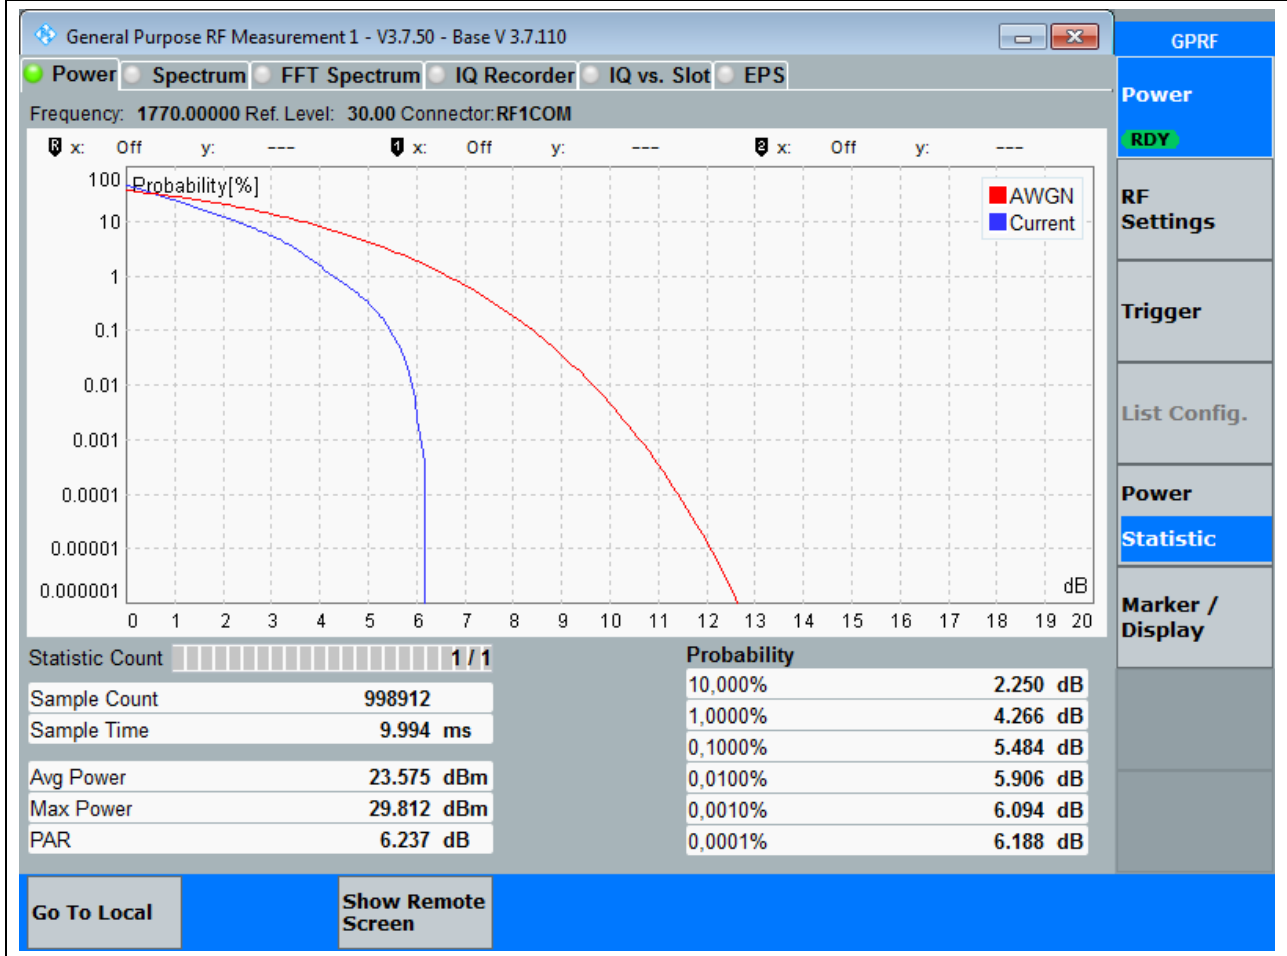 General Purpose RF Measurement 1 - V3.7.50 - Base V 3.7.110
GPRF
Power Spectrum FFT Spectrum IQ Recorder IQ vs. Slot EPS
Frequency: 1770.00000 Ref. Level: 30.00 Connector: RF1COM
R x: Off y: --- 1 x: Off y: --- 2 x: Off y: ---
Probability[%]
AWGN
Current
100
10
1
0.1
0.01
0.001
0.0001
0.00001
0.000001
dB
0 1 2 3 4 5 6 7 8 9 10 11 12 13 14 15 16 17 18 19 20
Statistic Count 1 / 1
Sample Count 998912
Sample Time 9.994 ms
Avg Power 23.575 dBm
Max Power 29.812 dBm
PAR 6.237 dB
Probability
10,000% 2.250 dB
1,0000% 4.266 dB
0,1000% 5.484 dB
0,0100% 5.906 dB
0,0010% 6.094 dB
0,0001% 6.188 dB
Power
RDY
RF
Settings
Trigger
List Config.
Power
Statistic
Marker /
Display
Go To Local
Show Remote
Screen